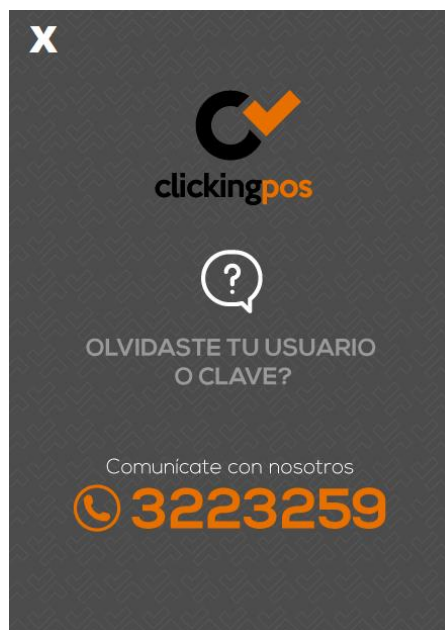 X
clickingpos
?
OLVIDASTE TU USUARIO
O CLAVE?
Comunícate con nosotros
3223259